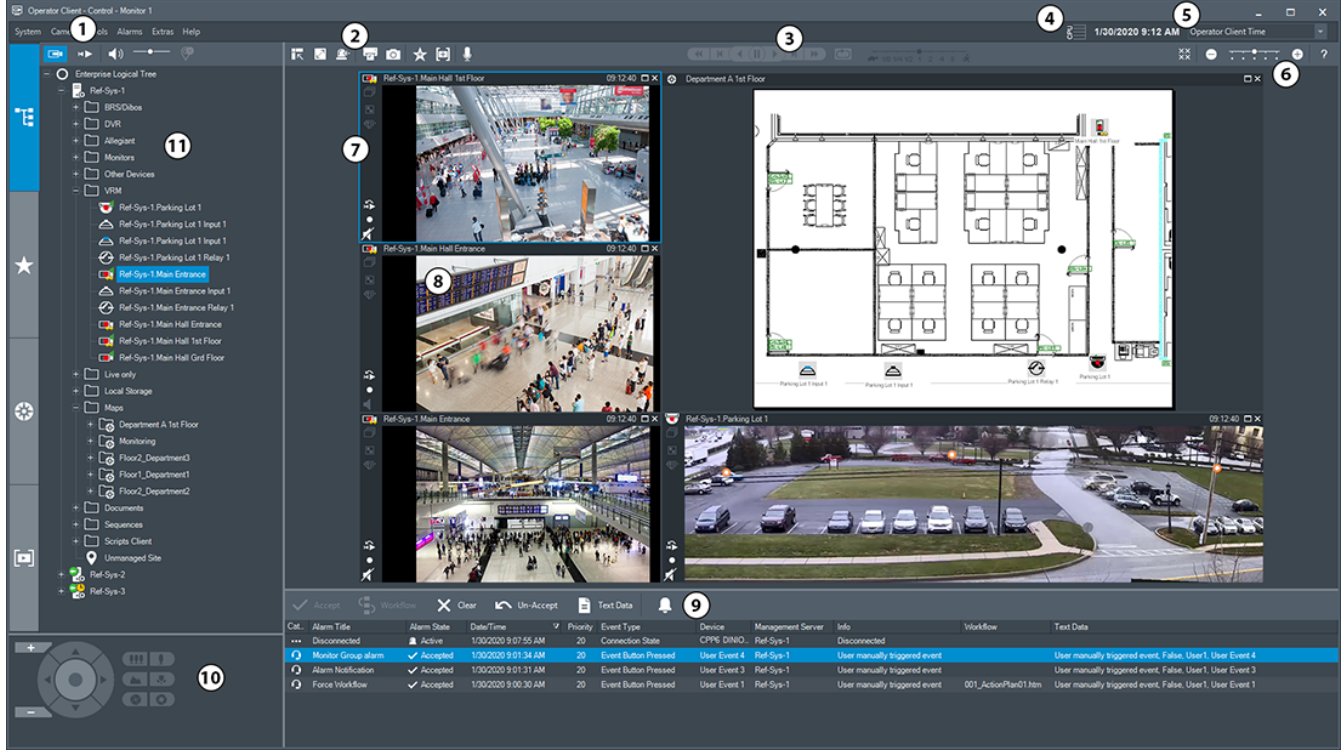 Operator Client - Control - Monitor 1
System Came 1 ols Alarms Extras Help
2
3
4
5
1/30/2020 9:12 AM Operator Client Time
6
?
Enterprise Logical Tree
Ref-Sys-1
BRS/Dibos
DVR
Allegiant
11
Monitors
Other Devices
VRM
Ref-Sys-1.Parking Lot 1
Ref-Sys-1.Parking Lot 1 Input 1
Ref-Sys-1.Parking Lot 1 Input 1
Ref-Sys-1.Parking Lot 1 Relay 1
Ref-Sys-1.Main Entrance
Ref-Sys-1.Main Entrance Input 1
Ref-Sys-1.Main Entrance Relay 1
Ref-Sys-1.Main Hall Entrance
Ref-Sys-1.Main Hall 1st Floor
Ref-Sys-1.Main Hall Grd Floor
Live only
Local Storage
Maps
Department A 1st Floor
Monitoring
Floor2_Department3
Floor1_Department1
Floor2_Department2
Documents
Sequences
Scripts Client
Unmanaged Site
Ref-Sys-2
Ref-Sys-3
10
Ref-Sys-1.Main Hall 1st Floor 09:12:40
7
Ref-Sys-1.Main Hall Entrance 09:12:40
8
Ref-Sys-1.Main Entrance 09:12:40
Department A 1st Floor
Main Hall 1st Floor
Parking Lot 1 Input 1
Parking Lot 1 Input 1
Parking Lot 1 Relay 1
Parking Lot 1
Ref-Sys-1.Parking Lot 1 09:12:40
Accept Workflow Clear Un-Accept Text Data 9
Cat.. Alarm Title Alarm State Date/Time Priority Event Type Device Management Server Info Workflow Text Data
Disconnected Active 1/30/2020 9:07:55 AM 20 Connection State CPP6 DINIO... Ref-Sys-1 Disconnected
Monitor Group alarm Accepted 1/30/2020 9:01:34 AM 20 Event Button Pressed User Event 4 Ref-Sys-1 User manually triggered event User manually triggered event, False, User1, User Event 4
Alarm Notification Accepted 1/30/2020 9:01:31 AM 20 Event Button Pressed User Event 3 Ref-Sys-1 User manually triggered event User manually triggered event, False, User1, User Event 3
Force Workflow Accepted 1/30/2020 9:00:30 AM 20 Event Button Pressed User Event 1 Ref-Sys-1 User manually triggered event 001_ActionPlan01.htm User manually triggered event, False, User1, User Event 1